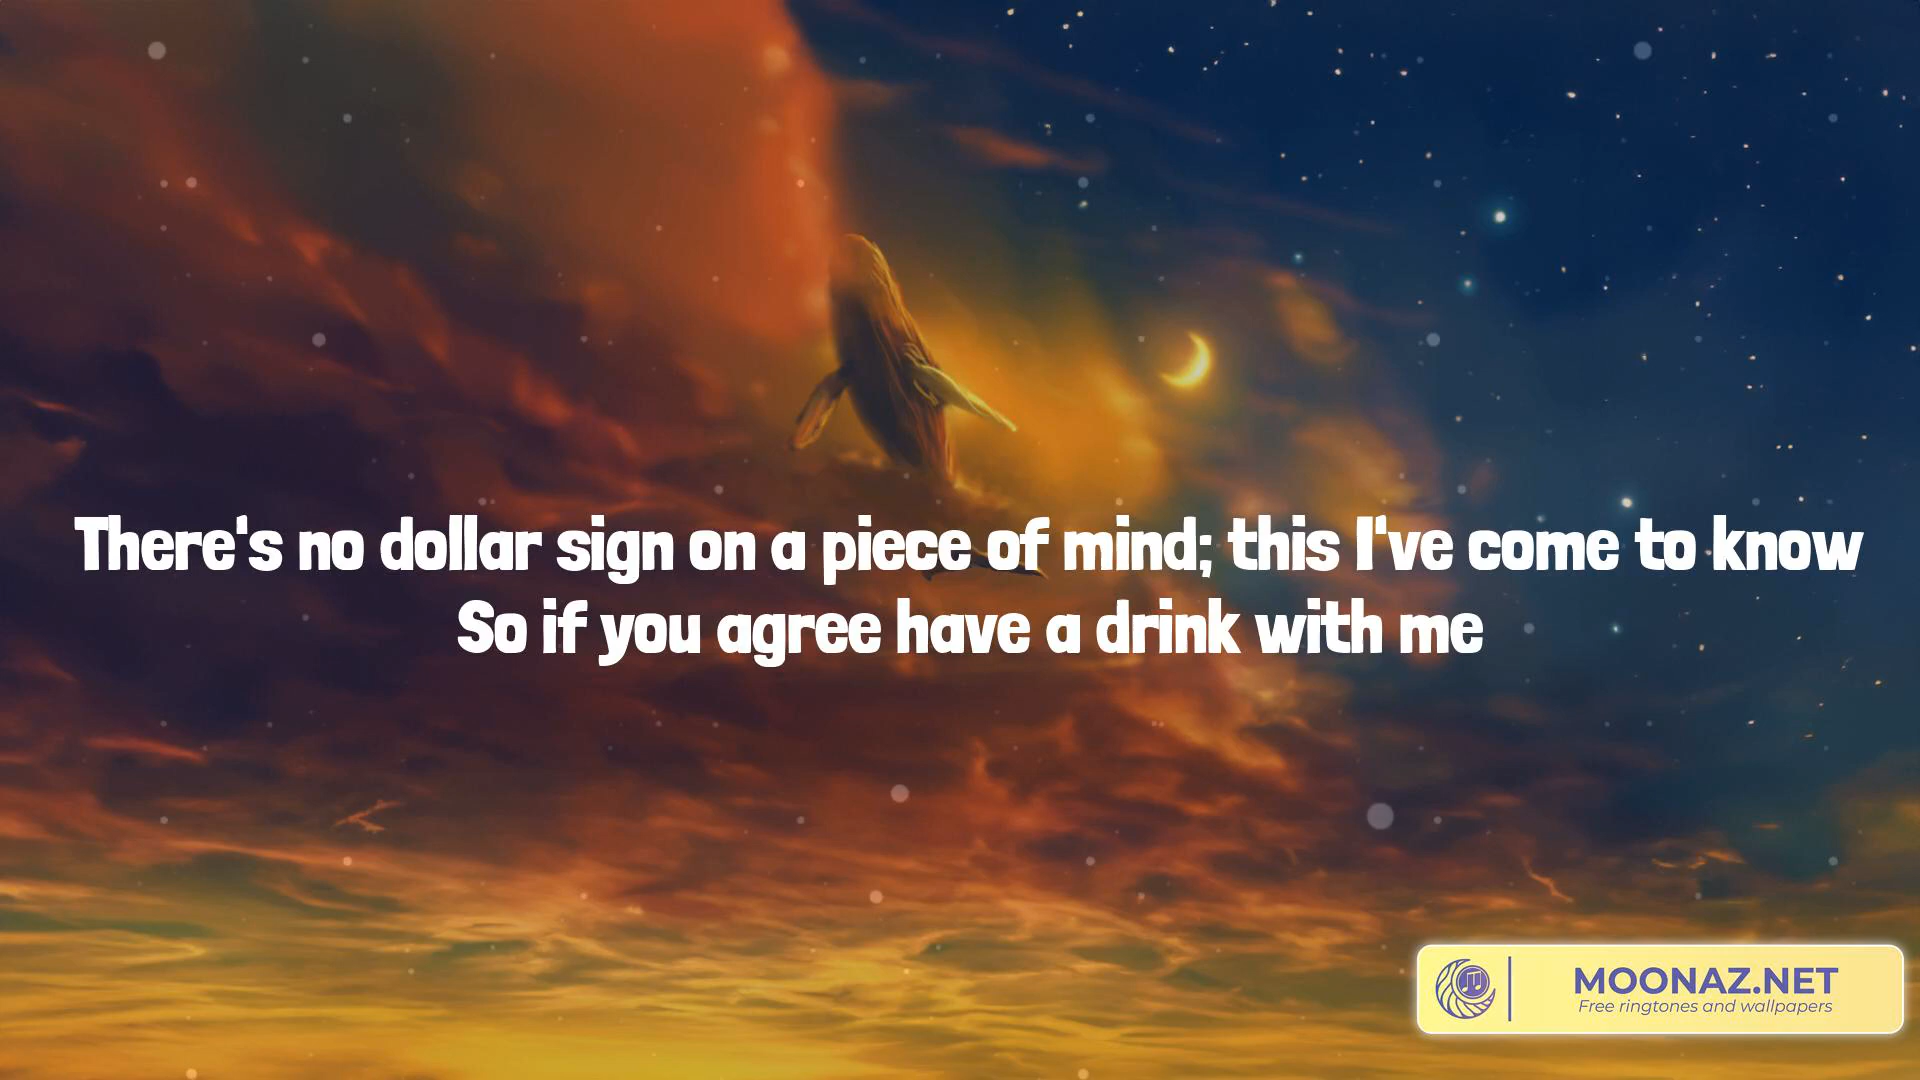 There's no dollar sign on a piece of mind; this I've come to know
So if you agree have a drink with me
MOONAZ.NET
Free ringtones and wallpapers